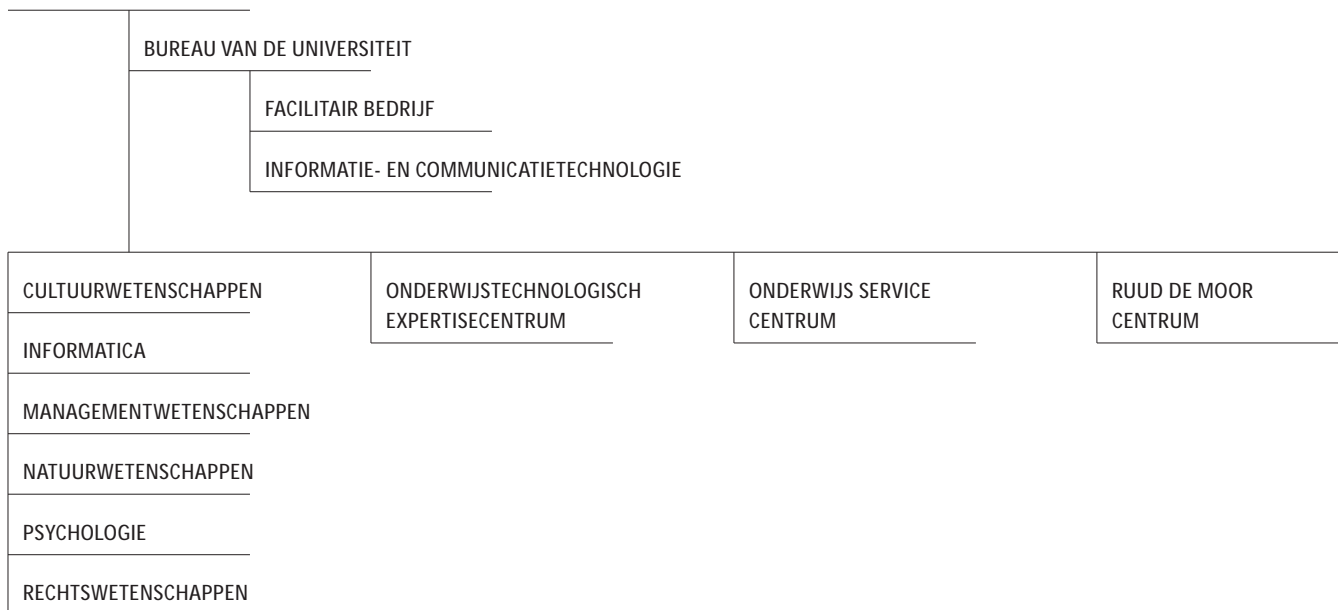 BUREAU VAN DE UNIVERSITEIT
FACILITAIR BEDRIJF
INFORMATIE- EN COMMUNICATIETECHNOLOGIE
CULTUURWETENSCHAPPEN
INFORMATICA
MANAGEMENTWETENSCHAPPEN
NATUURWETENSCHAPPEN
PSYCHOLOGIE
RECHTSWETENSCHAPPEN
ONDERWIJSTECHNOLOGISCH
EXPERTISECENTRUM
ONDERWIJS SERVICE
CENTRUM
RUUD DE MOOR
CENTRUM